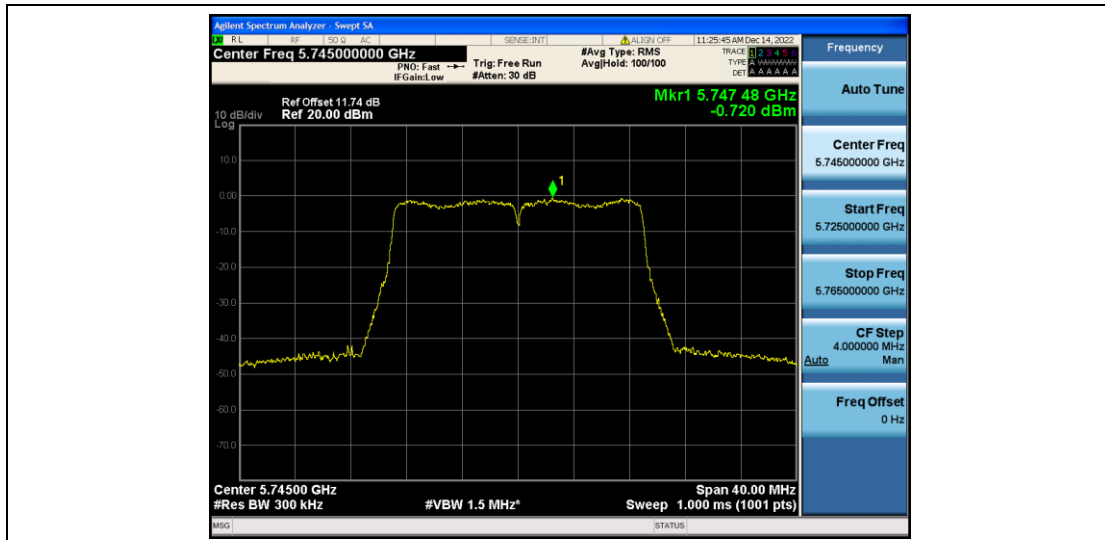 Agilent Spectrum Analyzer - Swept SA
RL RF 50 Ω AC SENSE:INT ALIGN OFF 11:25:45 AM Dec 14, 2022
Center Freq 5.745000000 GHz
PNO: Fast
IFGain:Low
Trig: Free Run
#Atten: 30 dB
#Avg Type: RMS
Avg|Hold: 100/100
TRACE 1 2 3 4 5 6
TYPE A
DET A A A A A A
Ref Offset 11.74 dB
10 dB/div Ref 20.00 dBm
Log
Mkr1 5.747 48 GHz
-0.720 dBm
1
10.0
0.00
-10.0
-20.0
-30.0
-40.0
-50.0
-60.0
-70.0
Center 5.74500 GHz Span 40.00 MHz
#Res BW 300 kHz #VBW 1.5 MHz* Sweep 1.000 ms (1001 pts)
MSG STATUS
Frequency
Auto Tune
Center Freq
5.745000000 GHz
Start Freq
5.725000000 GHz
Stop Freq
5.765000000 GHz
CF Step
4.000000 MHz
Auto Man
Freq Offset
0 Hz